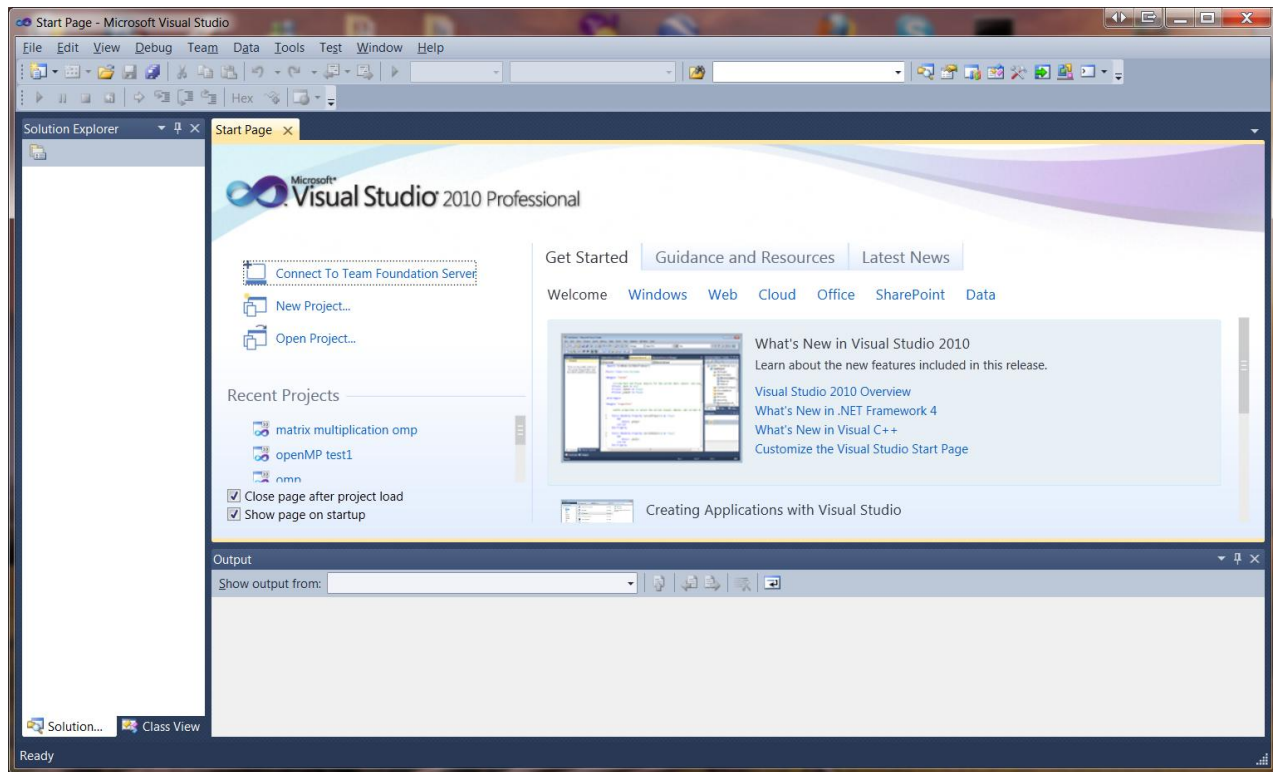 Start Page - Microsoft Visual Studio
File Edit View Debug Team Data Tools Test Window Help
Hex
Solution Explorer
Start Page
Microsoft®
Visual Studio® 2010 Professional
Connect To Team Foundation Server
New Project...
Open Project...
Recent Projects
matrix multiplication omp
openMP test1
omp
Close page after project load
Show page on startup
Get Started Guidance and Resources Latest News
Welcome Windows Web Cloud Office SharePoint Data
What's New in Visual Studio 2010
Learn about the new features included in this release.
Visual Studio 2010 Overview
What's New in .NET Framework 4
What's New in Visual C++
Customize the Visual Studio Start Page
Creating Applications with Visual Studio
Output
Show output from:
Solution... Class View
Ready